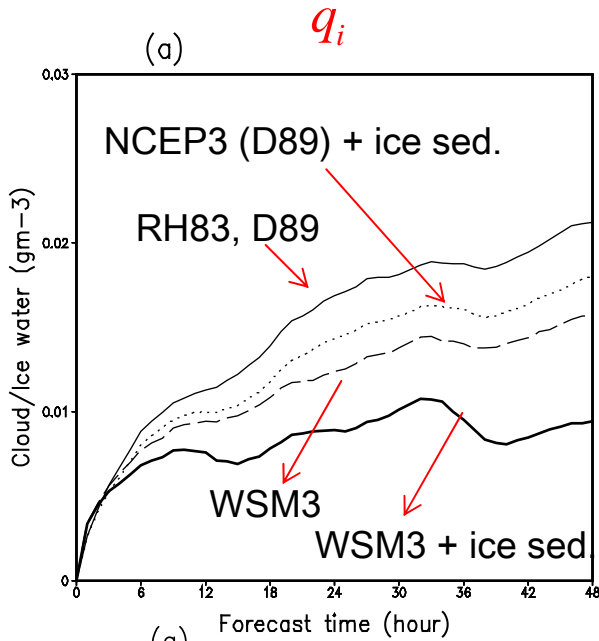 (a)
q_i
0.03
NCEP3 (D89) + ice sed.
RH83, D89
0.02
Cloud/Ice water (gm-3)
0.01
WSM3
WSM3 + ice sed.
0
0 6 12 18 24 30 36 42 48
Forecast time (hour)